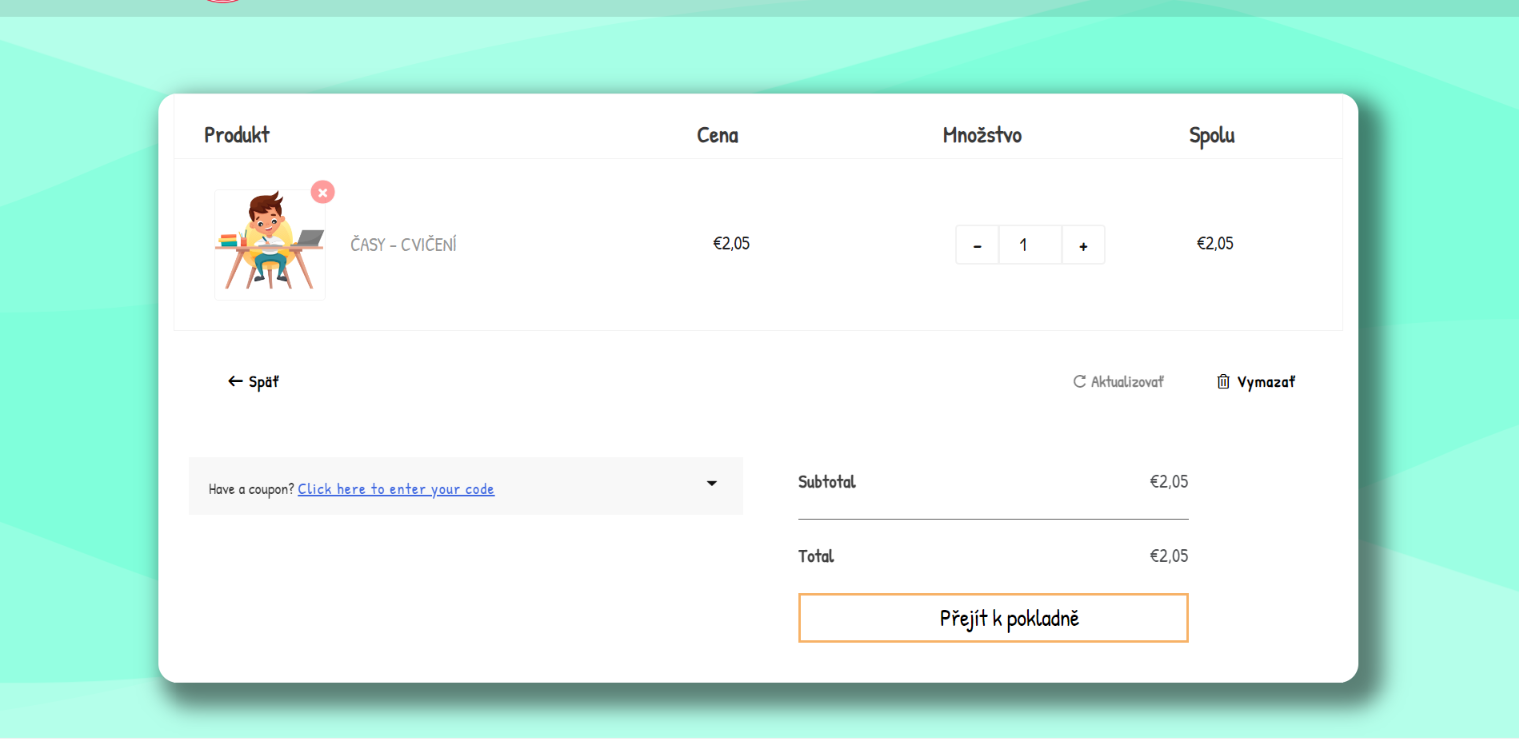 Produkt Cena Množstvo Spolu
×
ČASY – CVIČENÍ €2,05 - 1 + €2,05
← Späť Aktualizovať Vymazať
Have a coupon? Click here to enter your code
Subtotal €2,05
Total €2,05
Přejít k pokladně